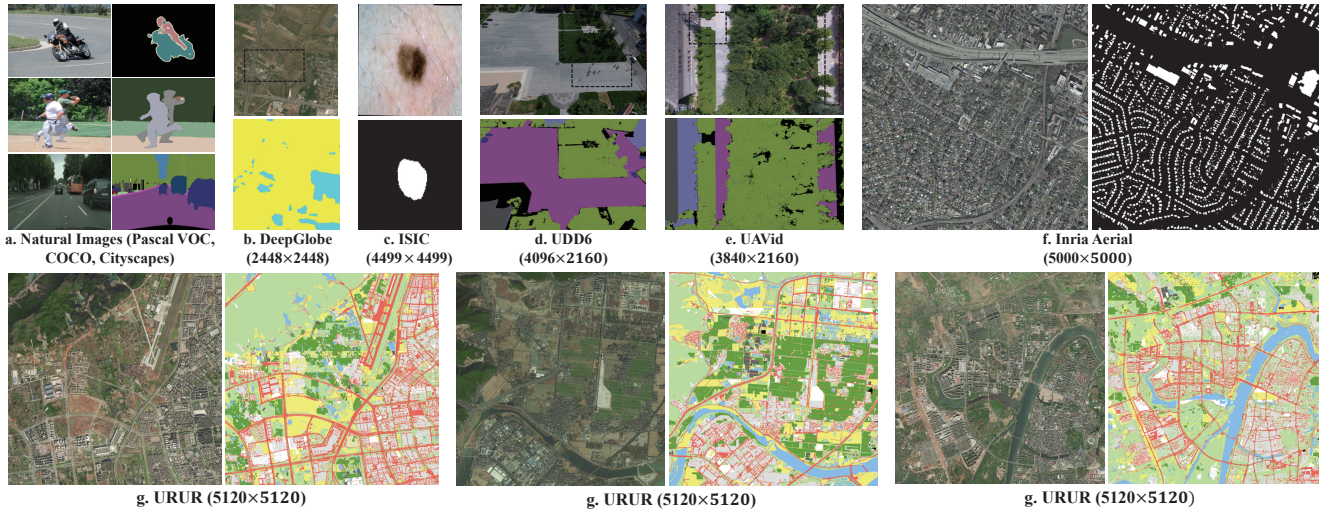 a. Natural Images (Pascal VOC,
COCO, Cityscapes)
b. DeepGlobe
(2448×2448)
c. ISIC
(4499×4499)
d. UDD6
(4096×2160)
e. UAVid
(3840×2160)
f. Inria Aerial
(5000×5000)
g. URUR (5120×5120)
g. URUR (5120×5120)
g. URUR (5120×5120)